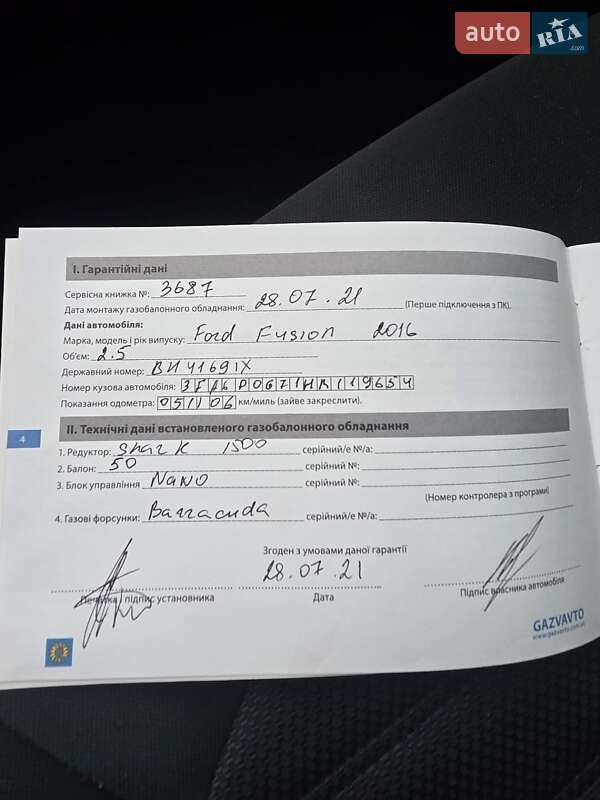 auto RIA .com
І. Гарантійні дані
Сервісна книжка №: 3687
Дата монтажу газобалонного обладнання: 28.07.21 (Перше підключення з ПК).
Дані автомобіля:
Марка, модель і рік випуску: Ford Fusion 2016
Об'єм: 2.5
Державний номер: ВИ4169ІХ
Номер кузова автомобіля: 3FA6P0G71HR119654
Показання одометра: 051106 км/миль (зайве закреслити).
ІІ. Технічні дані встановленого газобалонного обладнання
1. Редуктор: Shark 1500 серійний/е №/а:
2. Балон: 50 серійний №:
3. Блок управління Nano серійний №:
(Номер контролера з програми)
4. Газові форсунки: Barracuda серійний/е №/а:
Згоден з умовами даної гарантії
28.07.21
Печатка і підпис установника Дата Підпис власника автомобіля
4
GAZVAVTO
www.gazvavto.com.ua